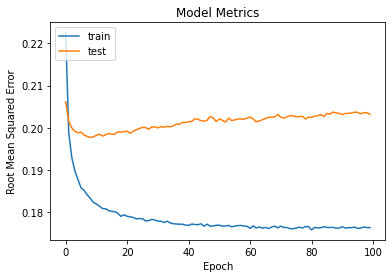 Model Metrics
train
test
Root Mean Squared Error
0.22
0.21
0.20
0.19
0.18
0 20 40 60 80 100
Epoch